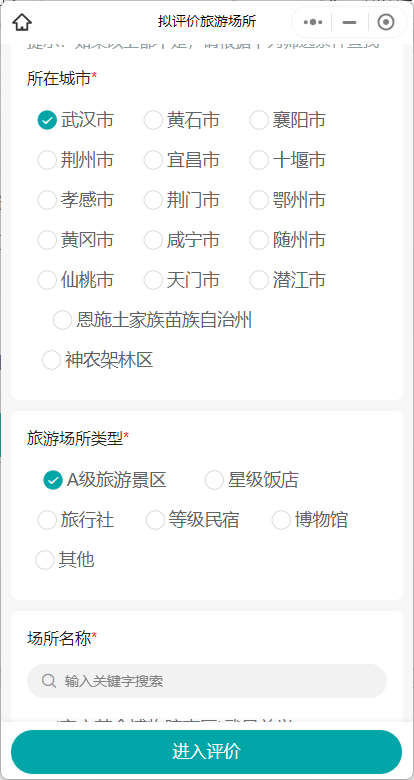 拟评价旅游场所
所在城市*
武汉市 黄石市 襄阳市
荆州市 宜昌市 十堰市
孝感市 荆门市 鄂州市
黄冈市 咸宁市 随州市
仙桃市 天门市 潜江市
恩施土家族苗族自治州
神农架林区
旅游场所类型*
A级旅游景区 星级饭店
旅行社 等级民宿 博物馆
其他
场所名称*
输入关键字搜索
进入评价